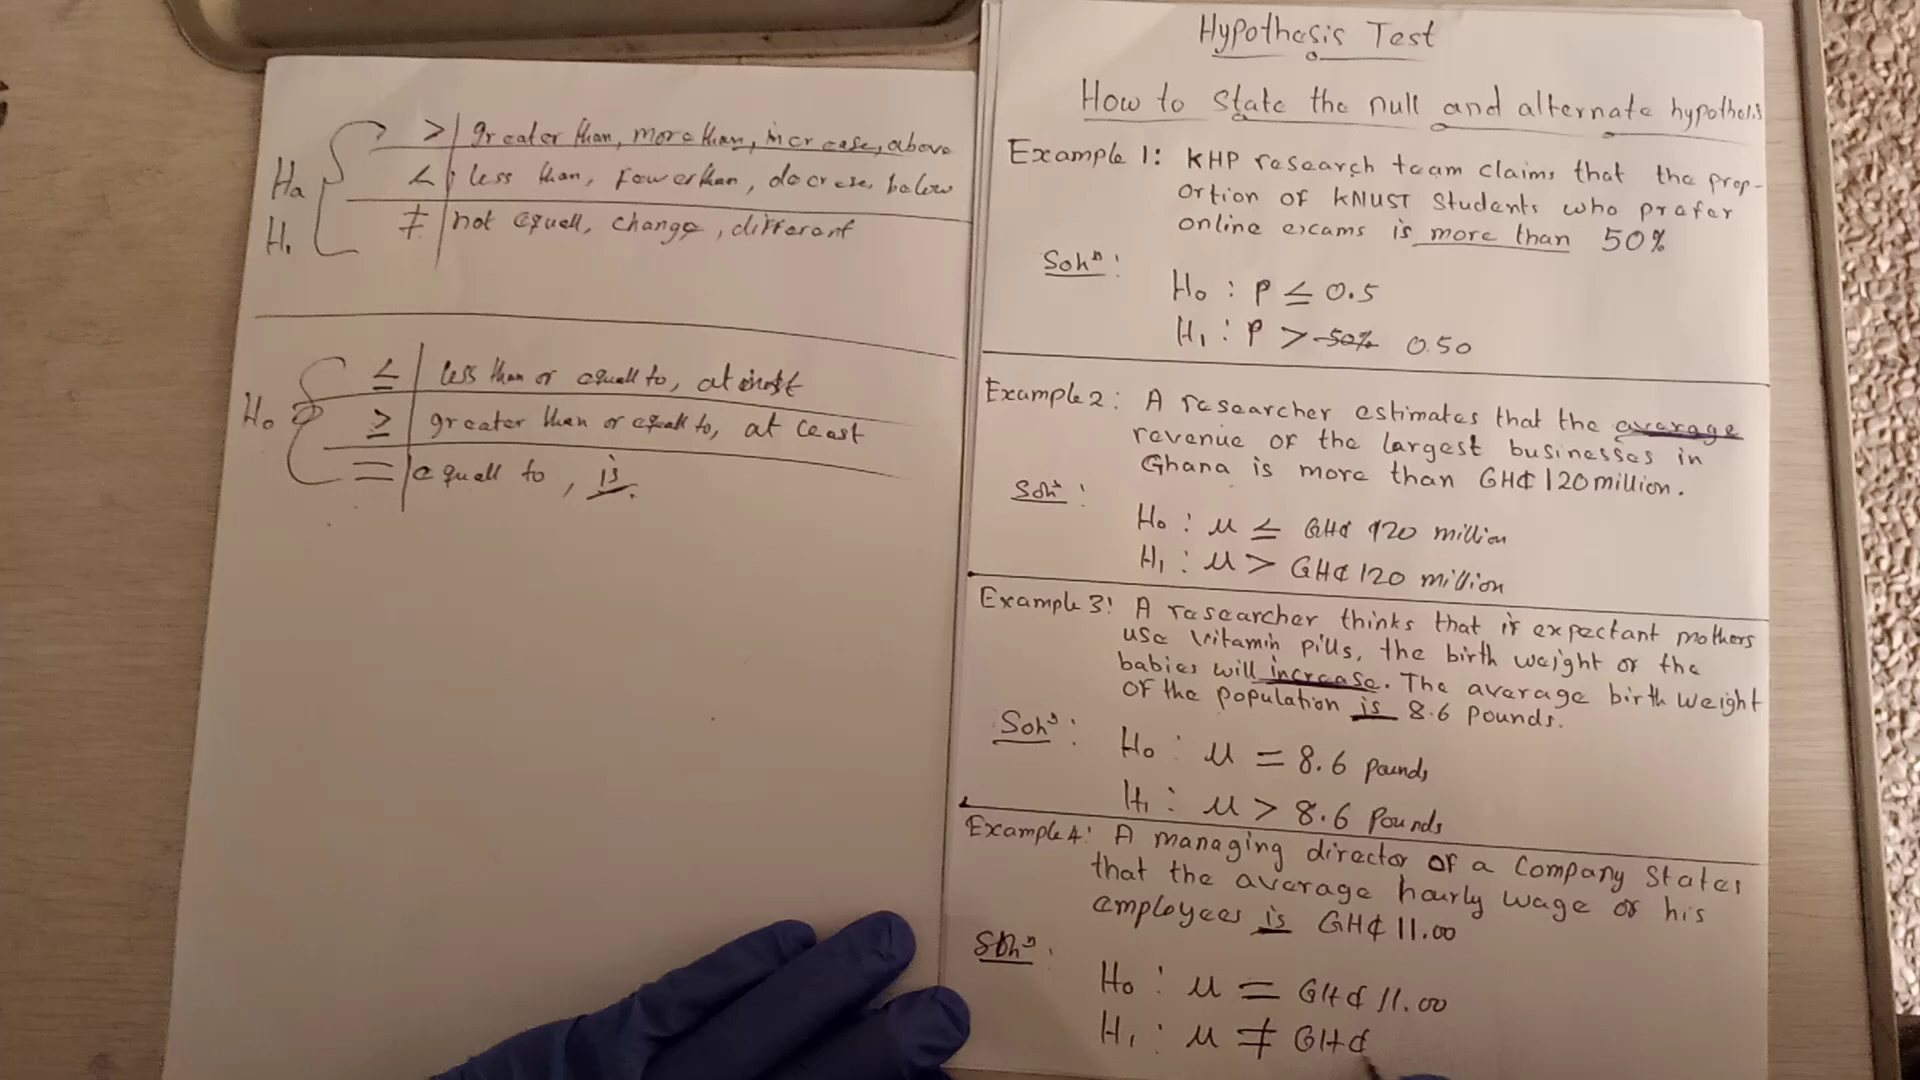 Ha
H1
> greater than, more than, increase, above
< less than, fewer than, decrese, below
≠ not equall, change, different
Ho
≤ less than or equall to, at most
≥ greater than or equall to, at least
= equall to, is.
Hypothesis Test
How to State the null and alternate hypothesis
Example 1: KHP research team claims that the prop-
ortion of KNUST Students who prefer
online exams is more than 50%
Soln:
Ho : P ≤ 0.5
H1 : P > 50% 0.50
Example 2: A researcher estimates that the average
revenue of the largest businesses in
Ghana is more than GH₵ 120 million.
Soln:
Ho : μ ≤ GH₵ 120 million
H1 : μ > GH₵ 120 million
Example 3: A researcher thinks that if expectant mothers
use vitamin pills, the birth weight of the
babies will increase. The average birth weight
of the population is 8.6 pounds.
Soln:
Ho : μ = 8.6 pounds
H1 : μ > 8.6 Pounds
Example 4: A managing director of a Company States
that the average hourly wage of his
employees is GH₵ 11.00
Soln:
Ho : μ = GH₵ 11.00
H1 : μ ≠ GH₵